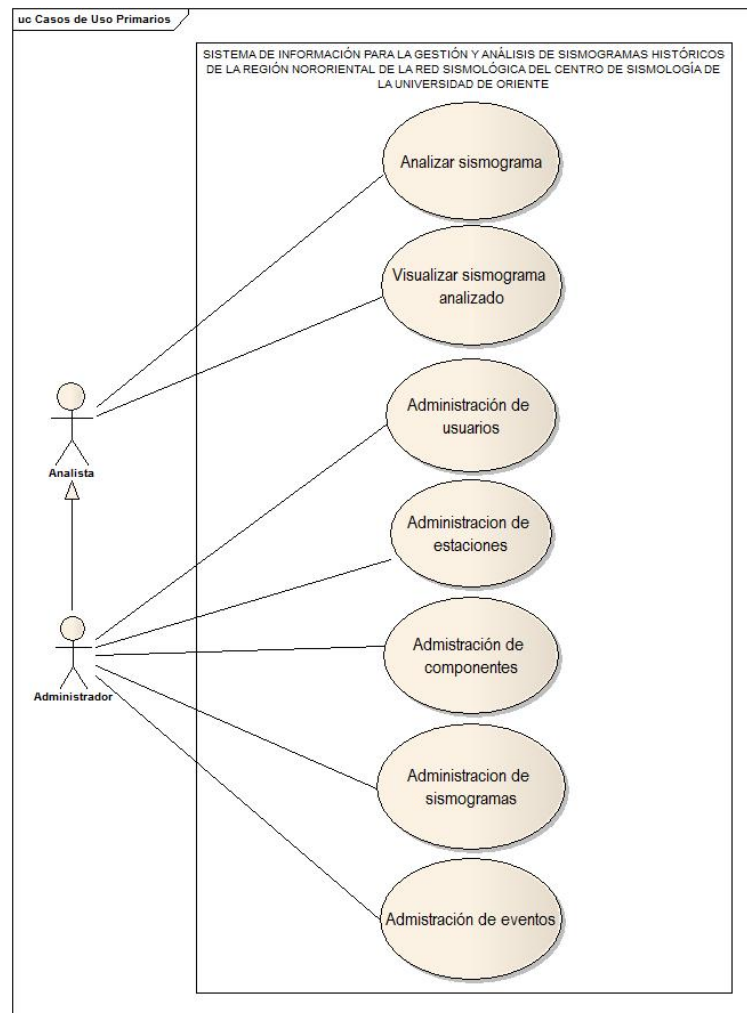 uc Casos de Uso Primarios
SISTEMA DE INFORMACIÓN PARA LA GESTIÓN Y ANÁLISIS DE SISMOGRAMAS HISTÓRICOS
DE LA REGIÓN NORORIENTAL DE LA RED SISMOLÓGICA DEL CENTRO DE SISMOLOGÍA DE
LA UNIVERSIDAD DE ORIENTE
Analizar sismograma
Visualizar sismograma
analizado
Administración de
usuarios
Analista
Administracion de
estaciones
Admistración de
componentes
Administrador
Administracion de
sismogramas
Admistración de eventos